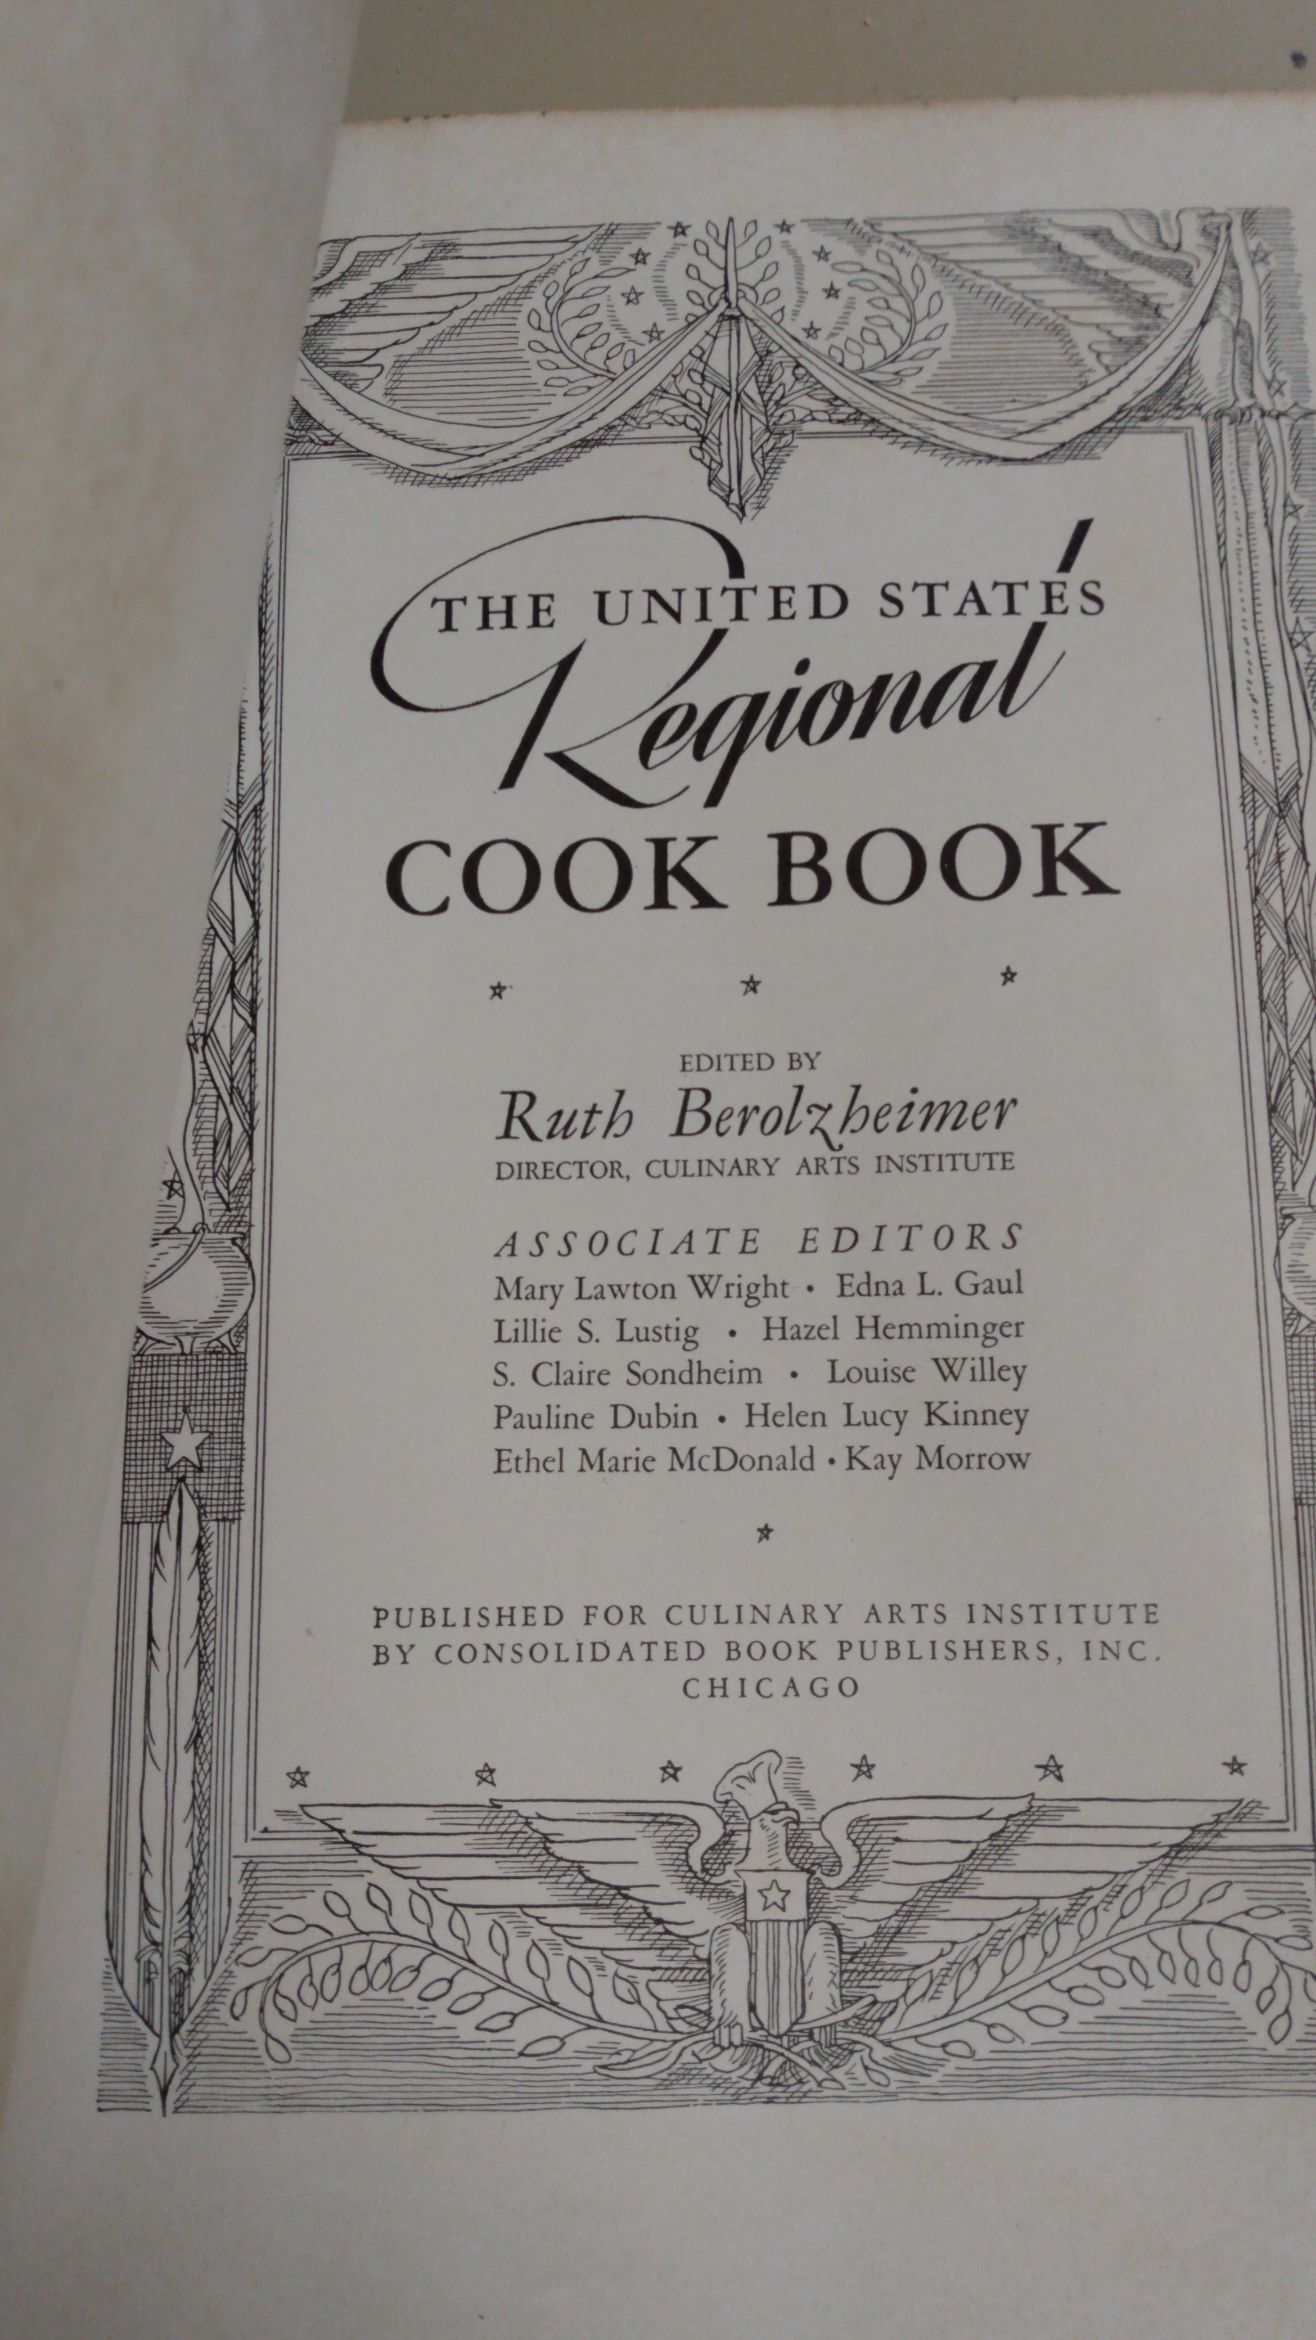 THE UNITED STATES
Regional
COOK BOOK
EDITED BY
Ruth Berolzheimer
DIRECTOR, CULINARY ARTS INSTITUTE
ASSOCIATE EDITORS
Mary Lawton Wright • Edna L. Gaul
Lillie S. Lustig • Hazel Hemminger
S. Claire Sondheim • Louise Willey
Pauline Dubin • Helen Lucy Kinney
Ethel Marie McDonald • Kay Morrow
PUBLISHED FOR CULINARY ARTS INSTITUTE
BY CONSOLIDATED BOOK PUBLISHERS, INC.
CHICAGO